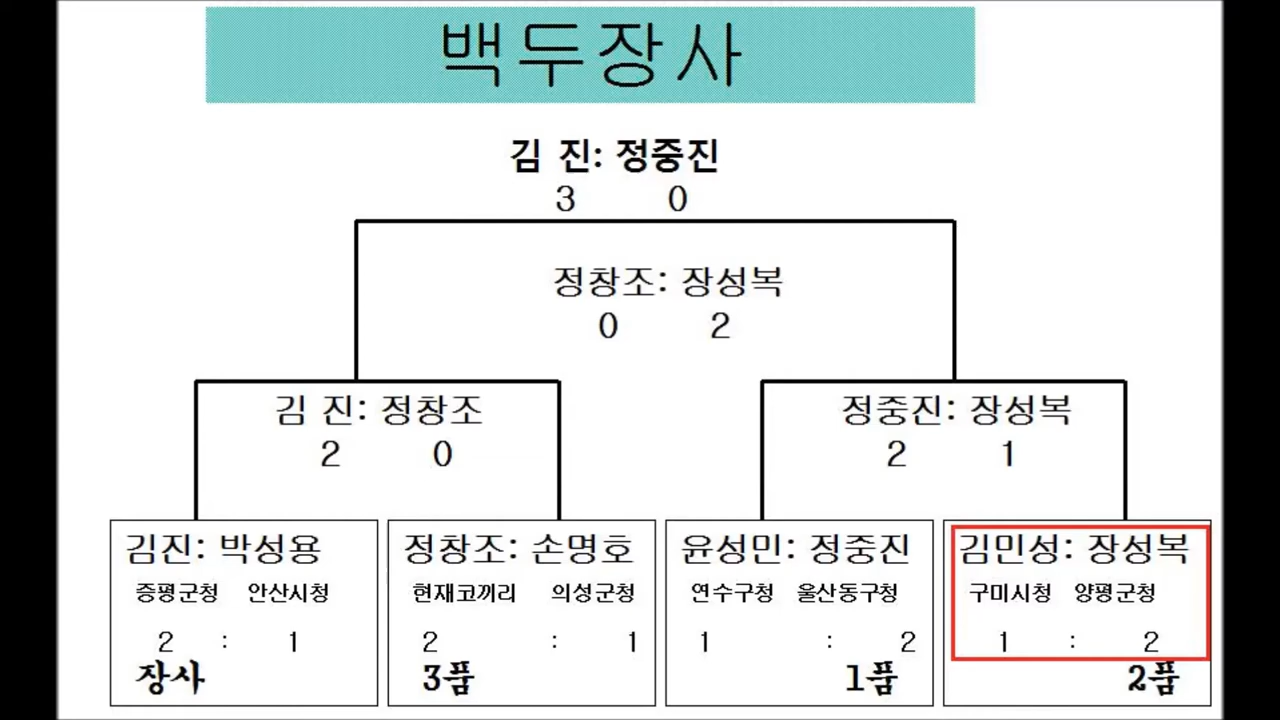 백두장사
김 진: 정중진
3 0
정창조: 장성복
0 2
김 진: 정창조
2 0
정중진: 장성복
2 1
김진: 박성용
증평군청 안산시청
2 : 1
장사
정창조: 손명호
현재코끼리 의성군청
2 : 1
3품
윤성민: 정중진
연수구청 울산동구청
1 : 2
1품
김민성: 장성복
구미시청 양평군청
1 : 2
2품